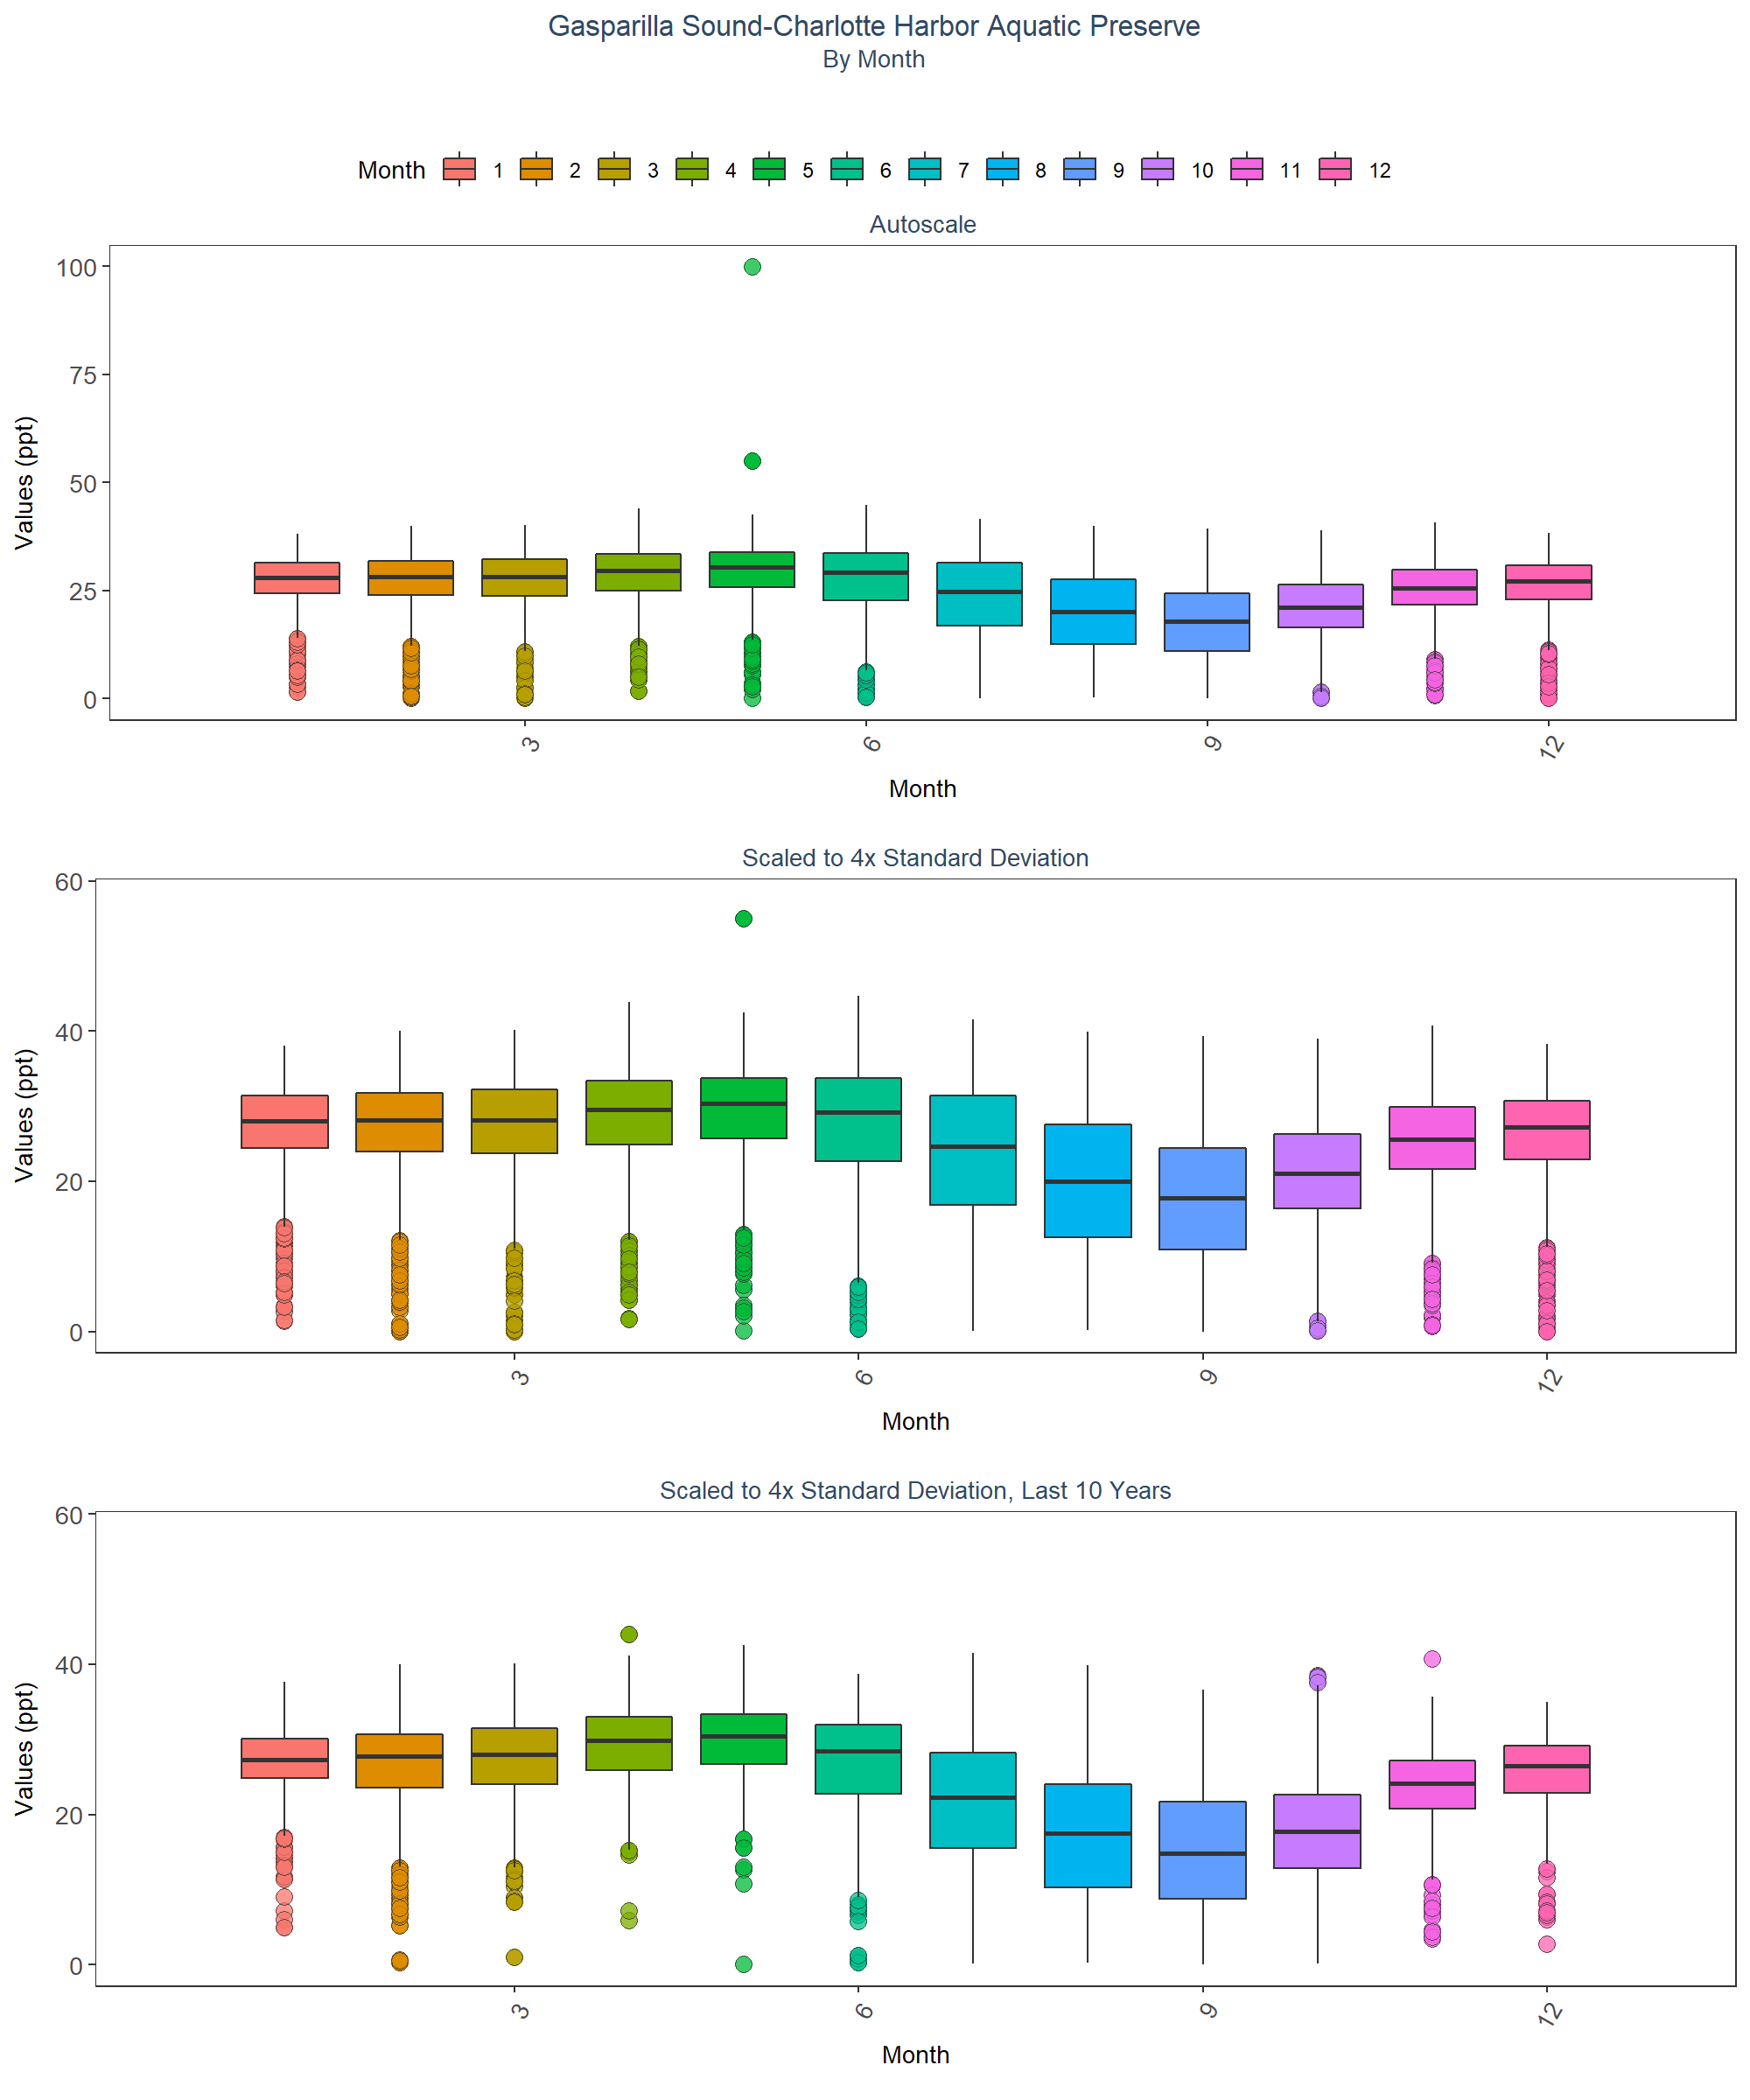 Gasparilla Sound-Charlotte Harbor Aquatic Preserve
By Month
Month 1 2 3 4 5 6 7 8 9 10 11 12
Autoscale
Values (ppt)
100
75
50
25
0
3 6 9 12
Month
Scaled to 4x Standard Deviation
Values (ppt)
60
40
20
0
3 6 9 12
Month
Scaled to 4x Standard Deviation, Last 10 Years
Values (ppt)
60
40
20
0
3 6 9 12
Month